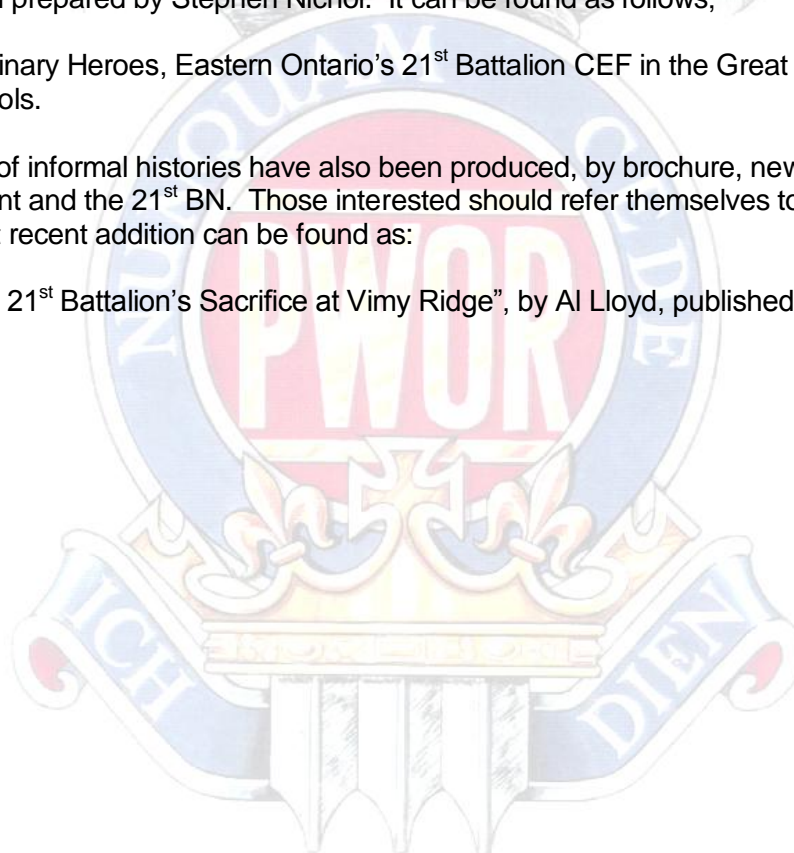 prepared by Stephen Nichol. It can be found as follows;
inary Heroes, Eastern Ontario’s 21st Battalion CEF in the Great
ols.
of informal histories have also been produced, by brochure, new
nt and the 21st BN. Those interested should refer themselves to
recent addition can be found as:
21st Battalion’s Sacrifice at Vimy Ridge”, by Al Lloyd, published
NUNQUAM CEDE
PWOR
ICH DIEN